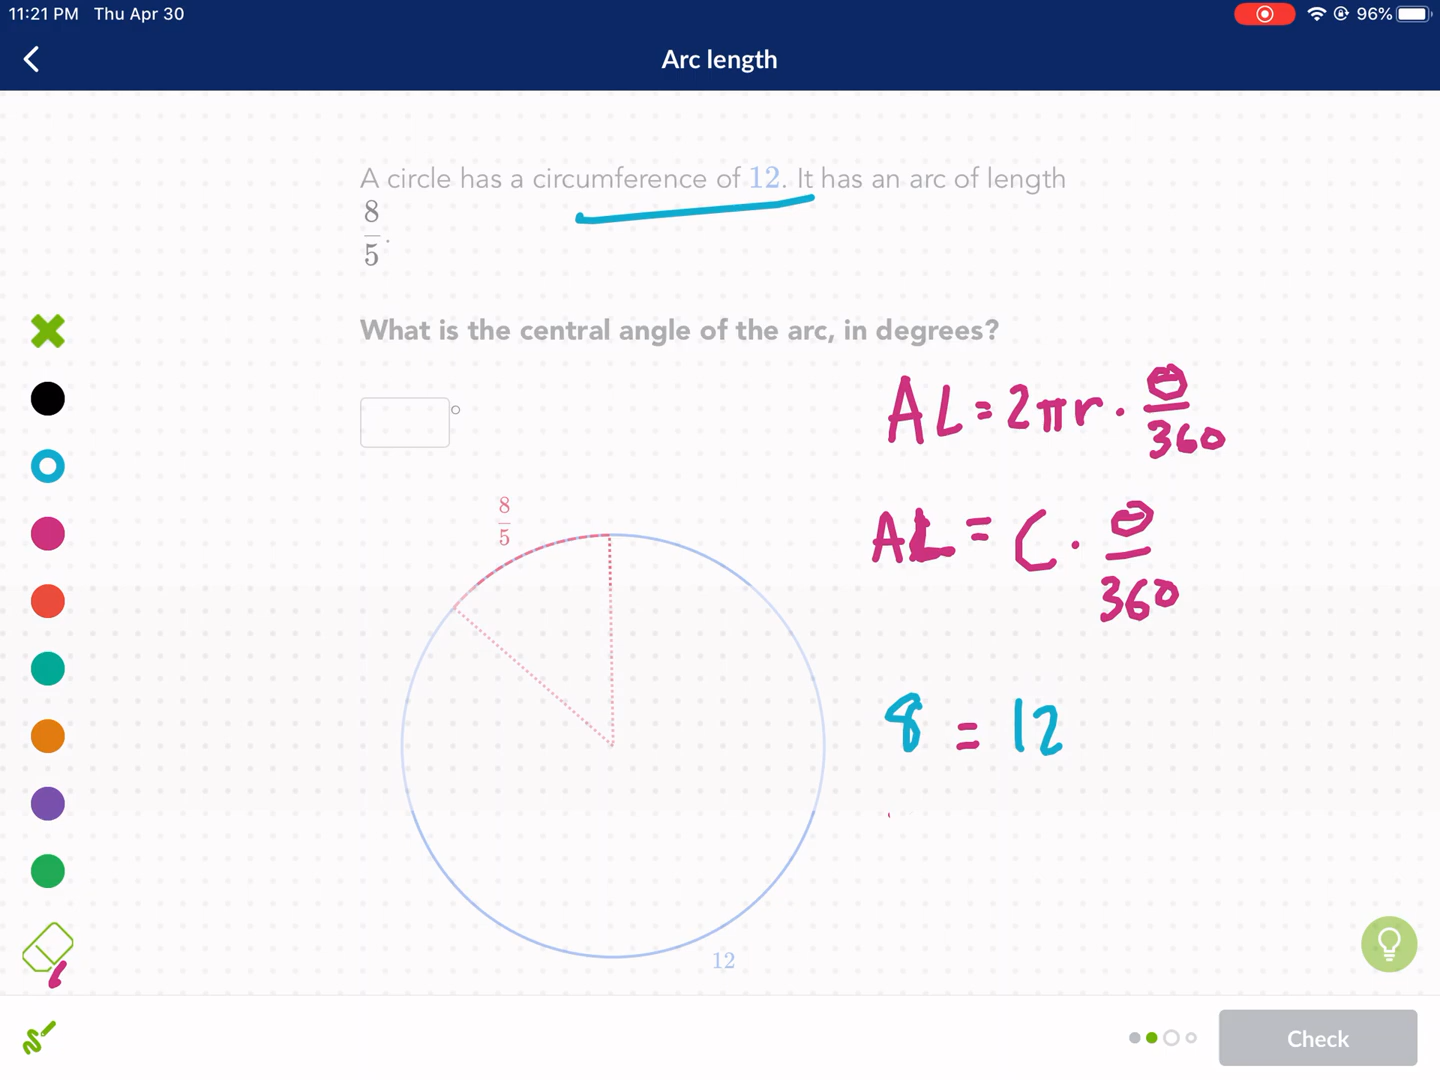 11:21 PM Thu Apr 30 96%
Arc length
A circle has a circumference of 12. It has an arc of length
8
5.
What is the central angle of the arc, in degrees?
°
AL = 2πr · θ
360
AL = C · θ
360
8
5
8 = 12
12
Check